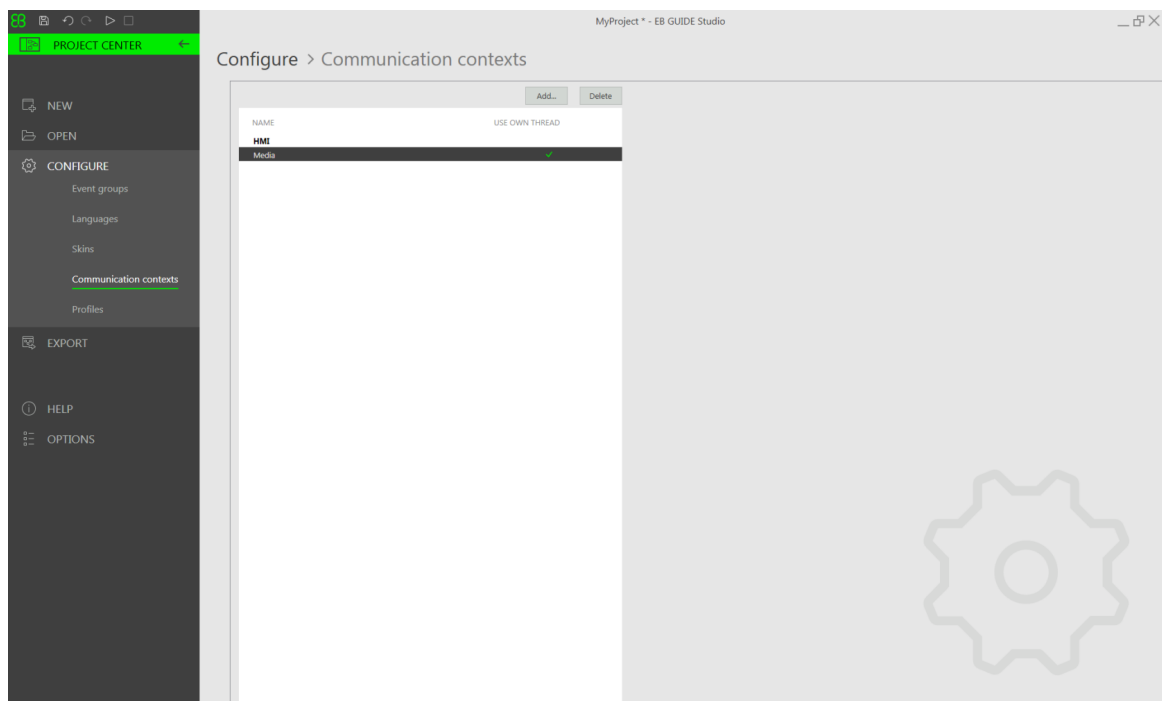 EB
MyProject * - EB GUIDE Studio
PROJECT CENTER
Configure > Communication contexts
Add... Delete
NAME USE OWN THREAD
HMI
Media
NEW
OPEN
CONFIGURE
Event groups
Languages
Skins
Communication contexts
Profiles
EXPORT
HELP
OPTIONS